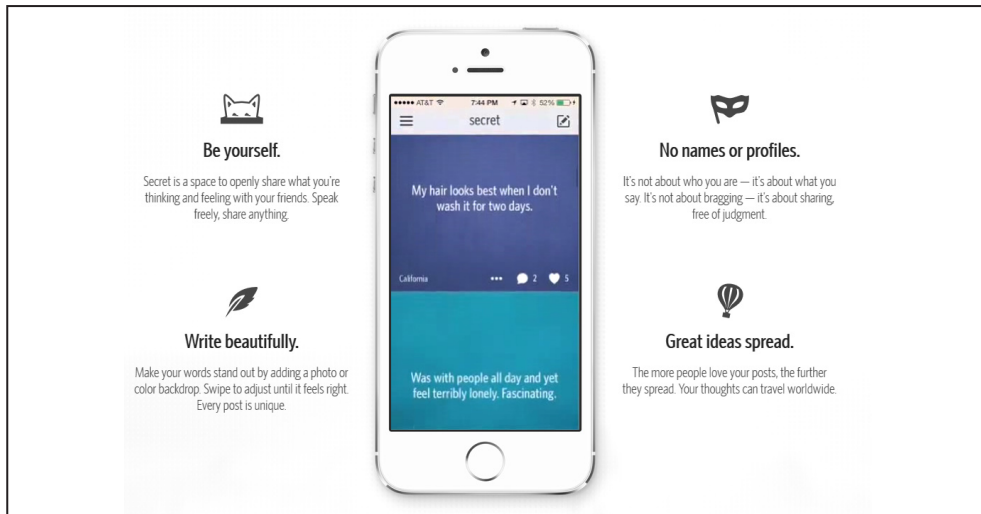 Be yourself.
Secret is a space to openly share what you're
thinking and feeling with your friends. Speak
freely, share anything.
Write beautifully.
Make your words stand out by adding a photo or
color backdrop. Swipe to adjust until it feels right.
Every post is unique.
AT&T 7:44 PM 52%
secret
My hair looks best when I don't
wash it for two days.
California ••• 2 5
Was with people all day and yet
feel terribly lonely. Fascinating.
No names or profiles.
It's not about who you are — it's about what you
say. It's not about bragging — it's about sharing,
free of judgment.
Great ideas spread.
The more people love your posts, the further
they spread. Your thoughts can travel worldwide.